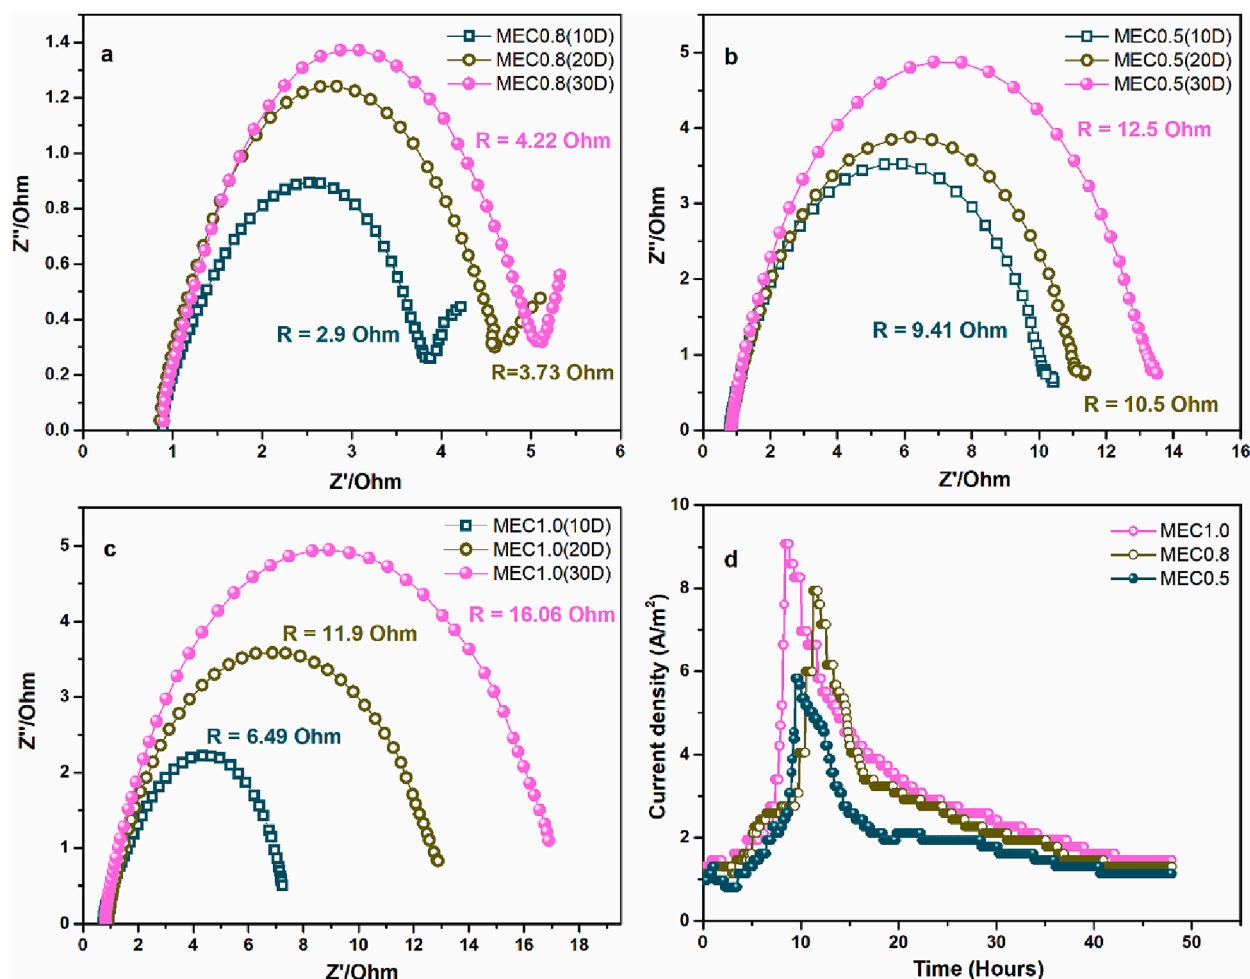 a
MEC0.8(10D)
MEC0.8(20D)
MEC0.8(30D)
R = 4.22 Ohm
R = 2.9 Ohm
R=3.73 Ohm
Z''/Ohm
1.4
1.2
1.0
0.8
0.6
0.4
0.2
0.0
0 1 2 3 4 5 6
Z'/Ohm
b
MEC0.5(10D)
MEC0.5(20D)
MEC0.5(30D)
R = 12.5 Ohm
R = 9.41 Ohm
R = 10.5 Ohm
Z''/Ohm
5
4
3
2
1
0
0 2 4 6 8 10 12 14 16
Z'/Ohm
c
MEC1.0(10D)
MEC1.0(20D)
MEC1.0(30D)
R = 16.06 Ohm
R = 11.9 Ohm
R = 6.49 Ohm
Z''/Ohm
5
4
3
2
1
0
0 2 4 6 8 10 12 14 16 18
Z'/Ohm
d
MEC1.0
MEC0.8
MEC0.5
Current density (A/m²)
10
8
6
4
2
0
0 10 20 30 40 50
Time (Hours)